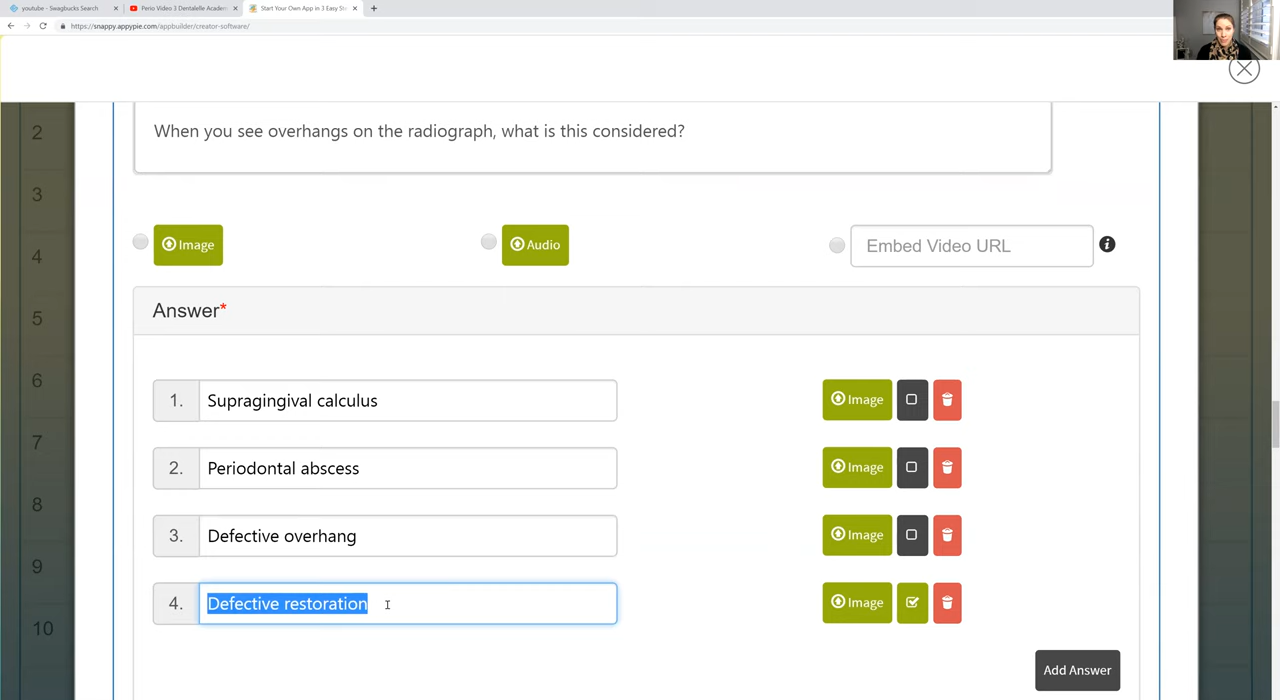 youtube - Swagbucks Search
Perio Video 3 Dentalelle Academ
Start Your Own App in 3 Easy St
https://snappy.appypie.com/appbuilder/creator-software/
2
3
4
5
6
7
8
9
10
When you see overhangs on the radiograph, what is this considered?
Image
Audio
Embed Video URL
Answer*
1. Supragingival calculus Image
2. Periodontal abscess Image
3. Defective overhang Image
4. Defective restoration Image
Add Answer